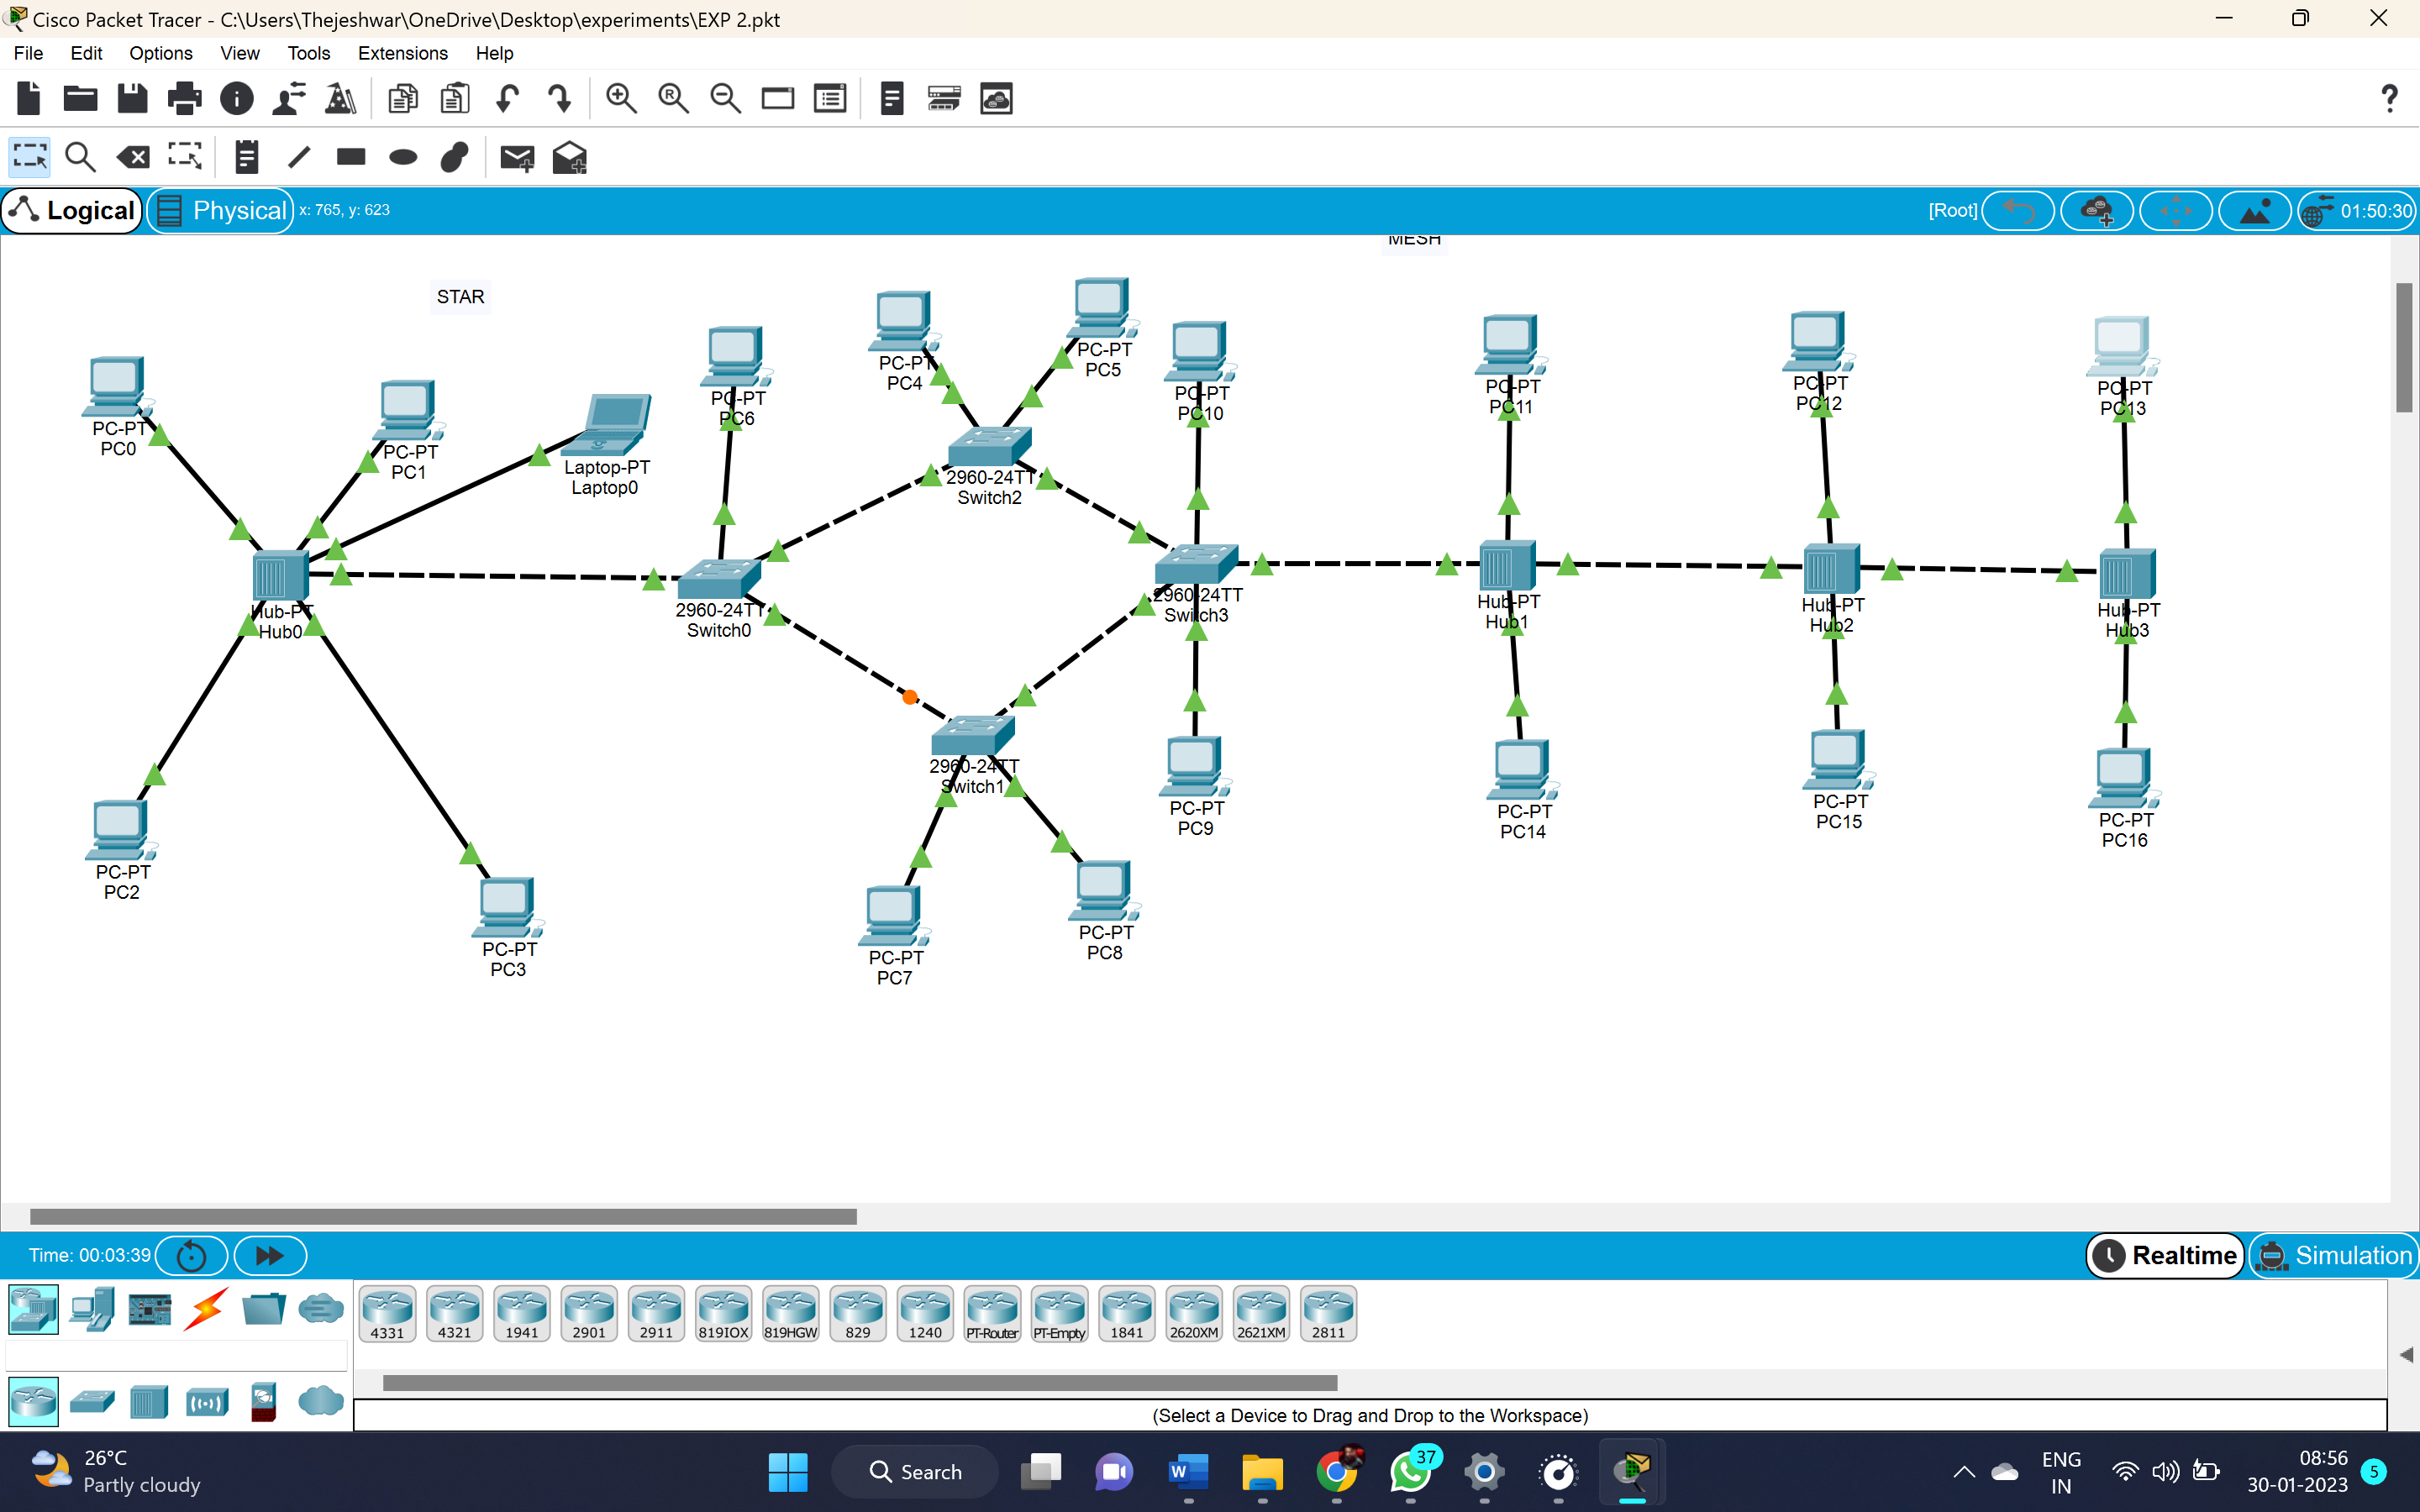 Cisco Packet Tracer - C:\Users\Thejeshwar\OneDrive\Desktop\experiments\EXP 2.pkt
File Edit Options View Tools Extensions Help
Logical Physical x: 765, y: 623 [Root] 01:50:30
MESH
STAR
PC-PT
PC0
PC-PT
PC1
Laptop-PT
Laptop0
PC-PT
PC6
PC-PT
PC4
PC-PT
PC5
PC-PT
PC10
PC-PT
PC11
PC-PT
PC12
PC-PT
PC13
2960-24TT
Switch2
Hub-PT
Hub0
2960-24TT
Switch0
2960-24TT
Switch3
Hub-PT
Hub1
Hub-PT
Hub2
Hub-PT
Hub3
2960-24TT
Switch1
PC-PT
PC2
PC-PT
PC3
PC-PT
PC7
PC-PT
PC8
PC-PT
PC9
PC-PT
PC14
PC-PT
PC15
PC-PT
PC16
Time: 00:03:39 Realtime Simulation
4331 4321 1941 2901 2911 819IOX 819HGW 829 1240 PT-Router PT-Empty 1841 2620XM 2621XM 2811
(Select a Device to Drag and Drop to the Workspace)
26°C
Partly cloudy
Search
37
ENG
IN
08:56
30-01-2023
5